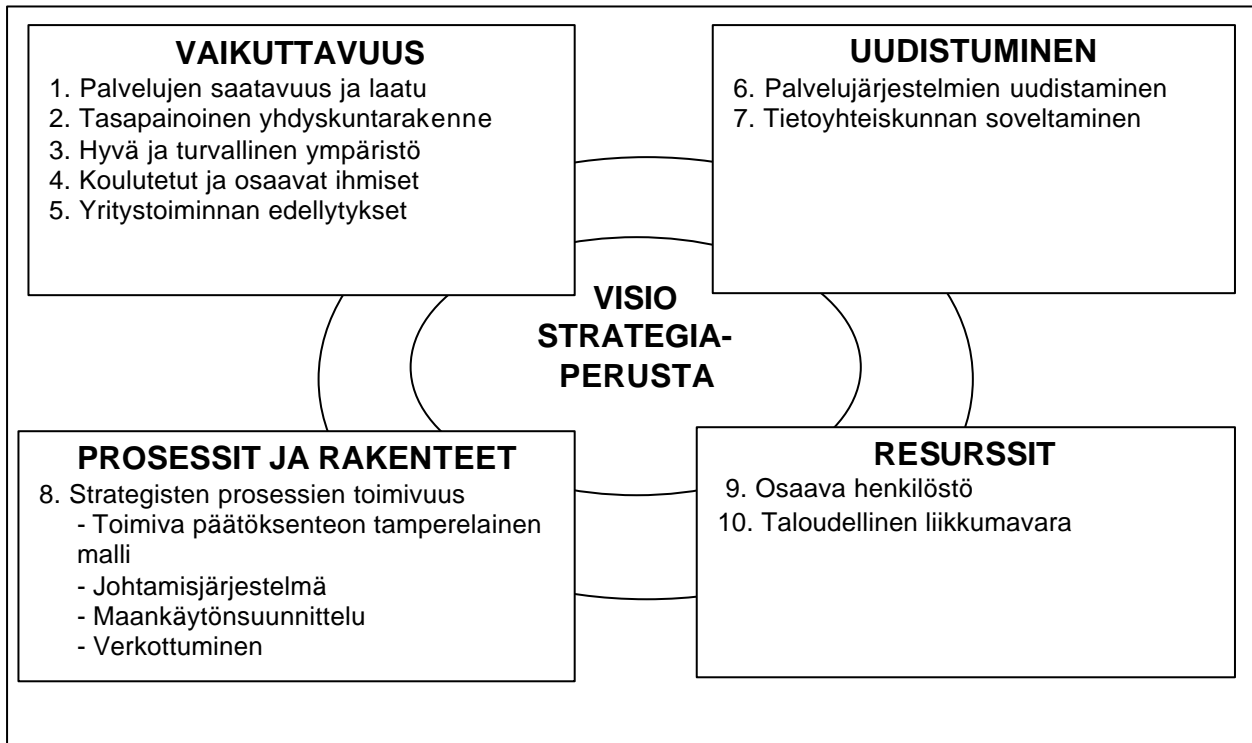 VAIKUTTAVUUS
1. Palvelujen saatavuus ja laatu
2. Tasapainoinen yhdyskuntarakenne
3. Hyvä ja turvallinen ympäristö
4. Koulutetut ja osaavat ihmiset
5. Yritystoiminnan edellytykset
UUDISTUMINEN
6. Palvelujärjestelmien uudistaminen
7. Tietoyhteiskunnan soveltaminen
VISIO
STRATEGIA-
PERUSTA
PROSESSIT JA RAKENTEET
8. Strategisten prosessien toimivuus
- Toimiva päätöksenteon tamperelainen
malli
- Johtamisjärjestelmä
- Maankäytönsuunnittelu
- Verkottuminen
RESURSSIT
9. Osaava henkilöstö
10. Taloudellinen liikkumavara